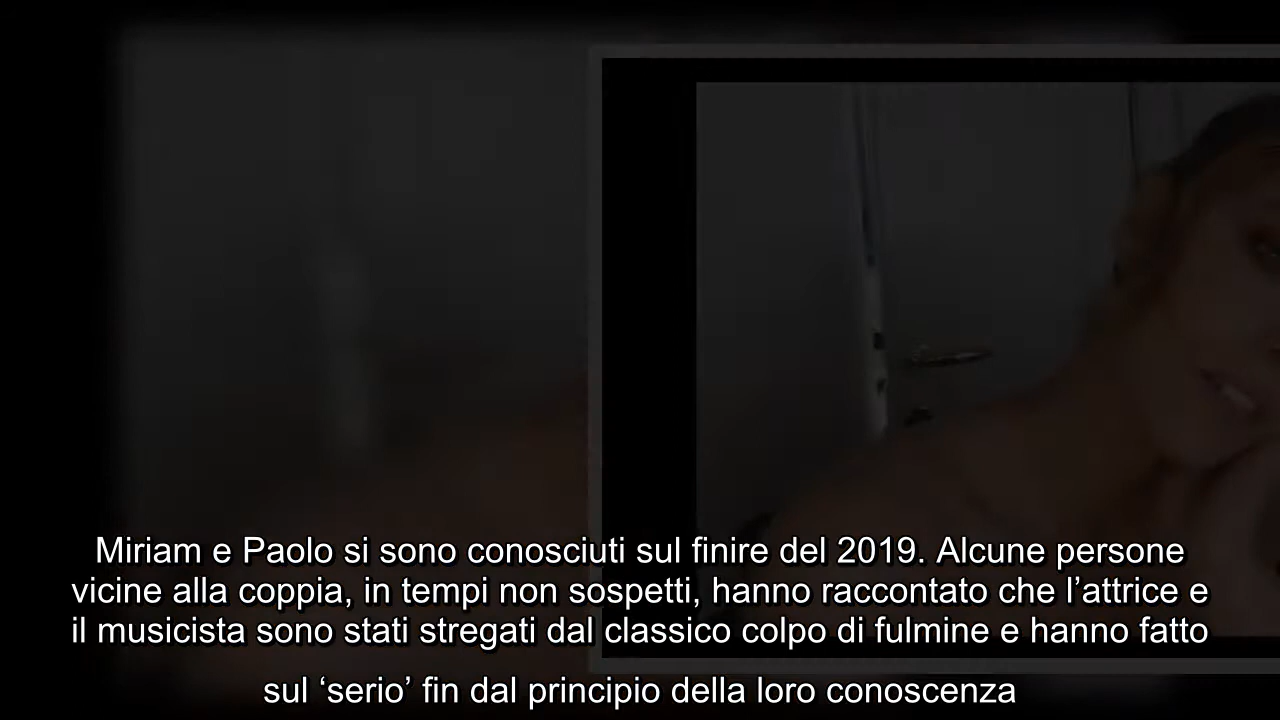 Miriam e Paolo si sono conosciuti sul finire del 2019. Alcune persone
vicine alla coppia, in tempi non sospetti, hanno raccontato che l’attrice e
il musicista sono stati stregati dal classico colpo di fulmine e hanno fatto
sul ‘serio’ fin dal principio della loro conoscenza